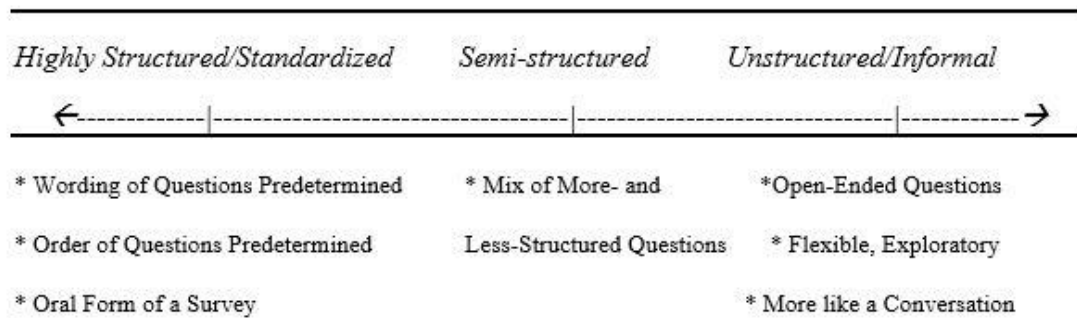 Highly Structured/Standardized Semi-structured Unstructured/Informal
* Wording of Questions Predetermined * Mix of More- and *Open-Ended Questions
* Order of Questions Predetermined Less-Structured Questions * Flexible, Exploratory
* Oral Form of a Survey * More like a Conversation